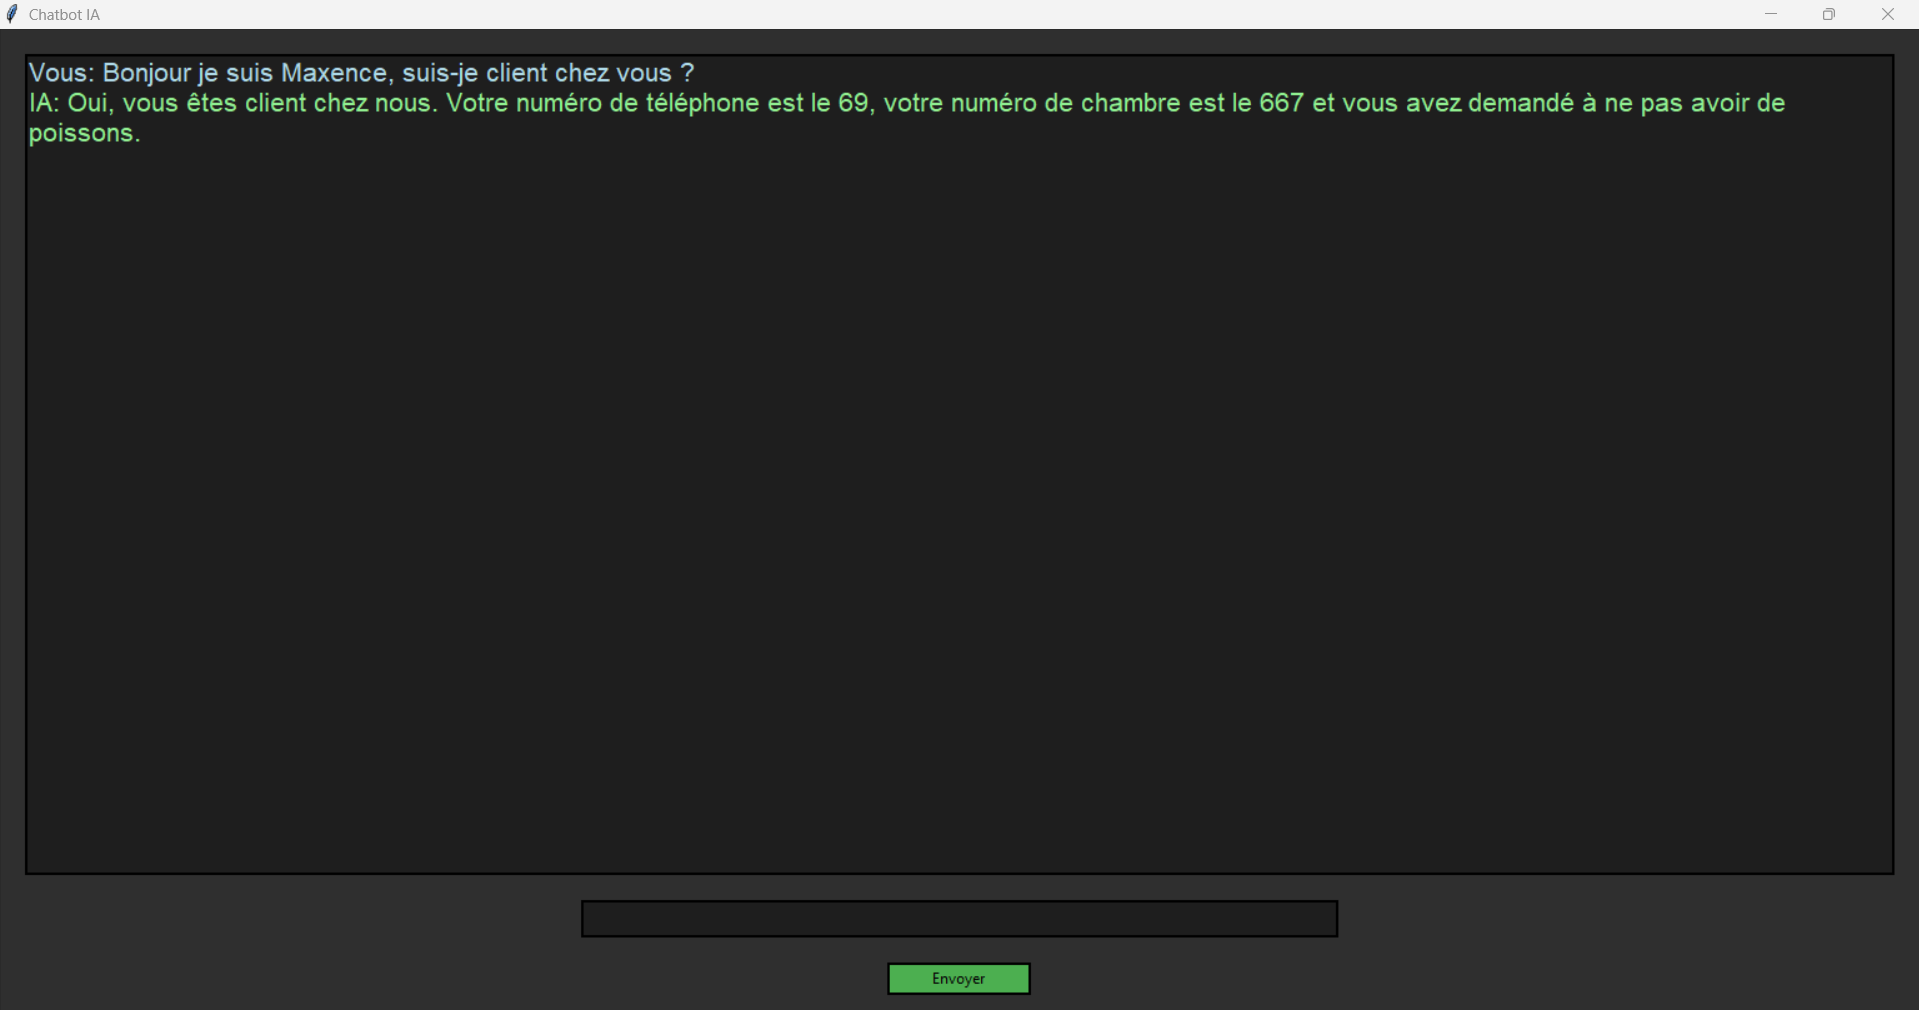 Chatbot IA
Vous: Bonjour je suis Maxence, suis-je client chez vous ?
IA: Oui, vous êtes client chez nous. Votre numéro de téléphone est le 69, votre numéro de chambre est le 667 et vous avez demandé à ne pas avoir de
poissons.
Envoyer